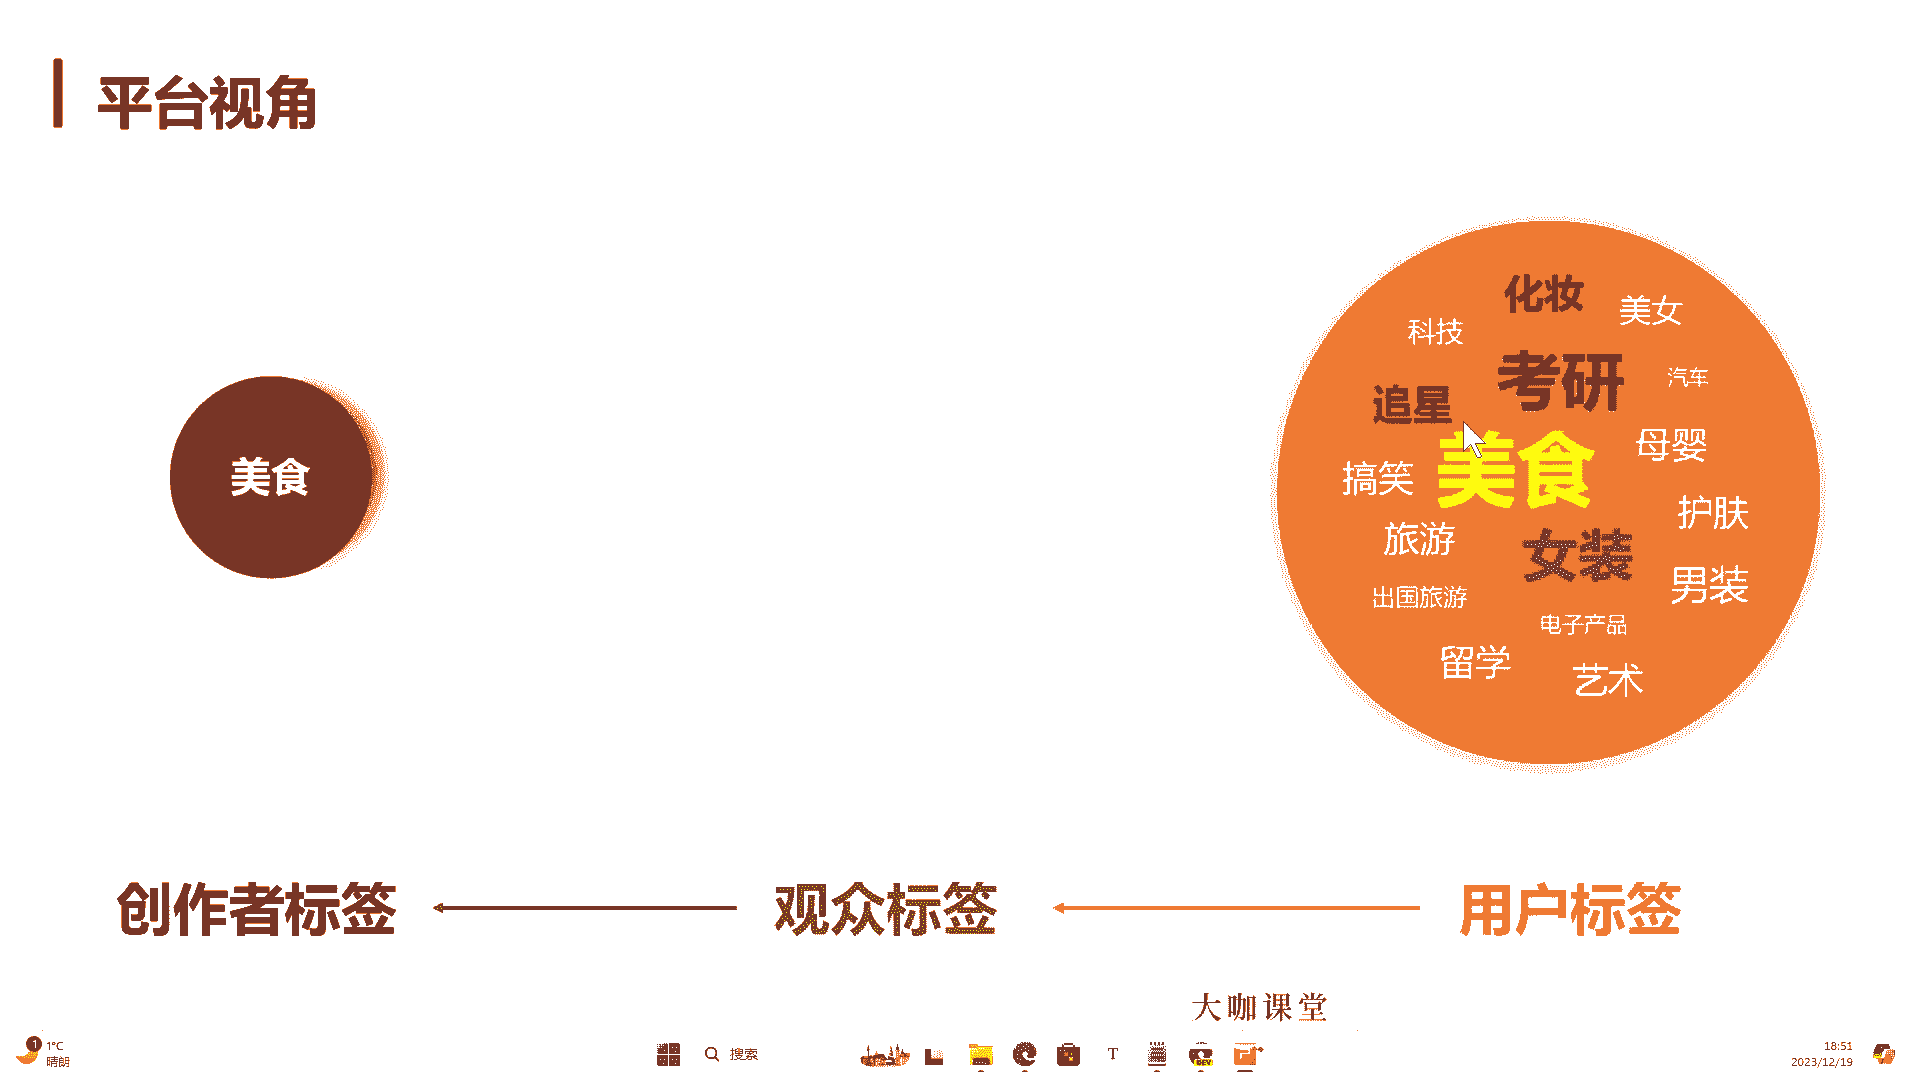 平台视角
化妆
美女
科技
考研
汽车
追星
美食
母婴
搞笑
美食
护肤
旅游
女装
男装
出国旅游
电子产品
留学
艺术
创作者标签
观众标签
用户标签
大咖课堂
1
1°C
晴朗
搜索
T
DEV
18:51
2023/12/19